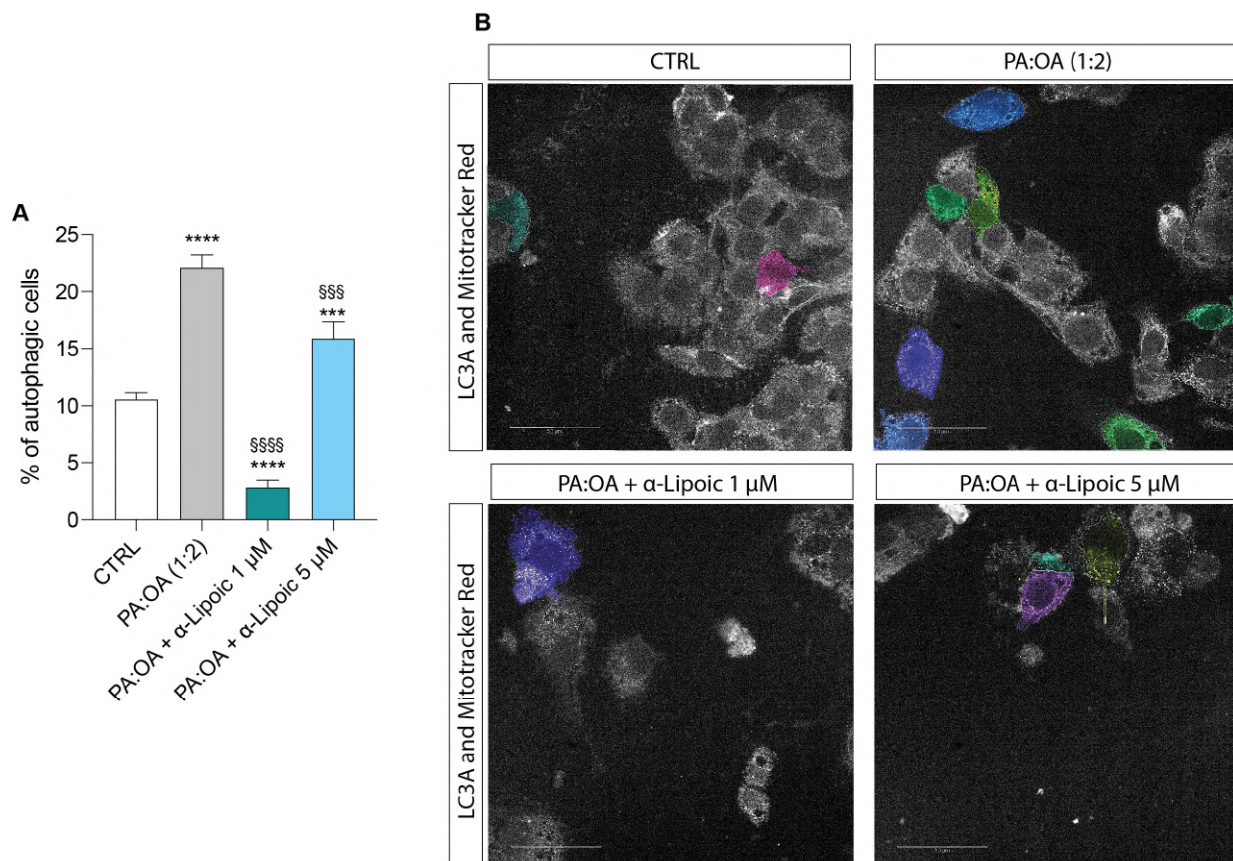 A
% of autophagic cells
25
20
15
10
5
0
****
§§§§
****
§§§
***
CTRL
PA:OA (1:2)
PA:OA + α-Lipoic 1 μM
PA:OA + α-Lipoic 5 μM
B
CTRL
PA:OA (1:2)
LC3A and Mitotracker Red
PA:OA + α-Lipoic 1 μM
PA:OA + α-Lipoic 5 μM
LC3A and Mitotracker Red